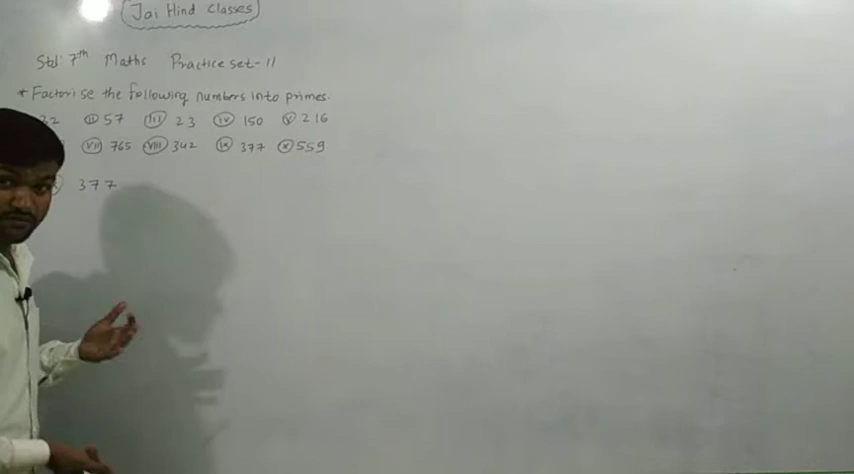 Jai Hind Classes
Std: 7th Maths Practice set-11
* Factorise the following numbers into primes.
32 (ii) 57 (iii) 23 (iv) 150 (v) 216
(vii) 765 (viii) 342 (ix) 377 (x) 559
377